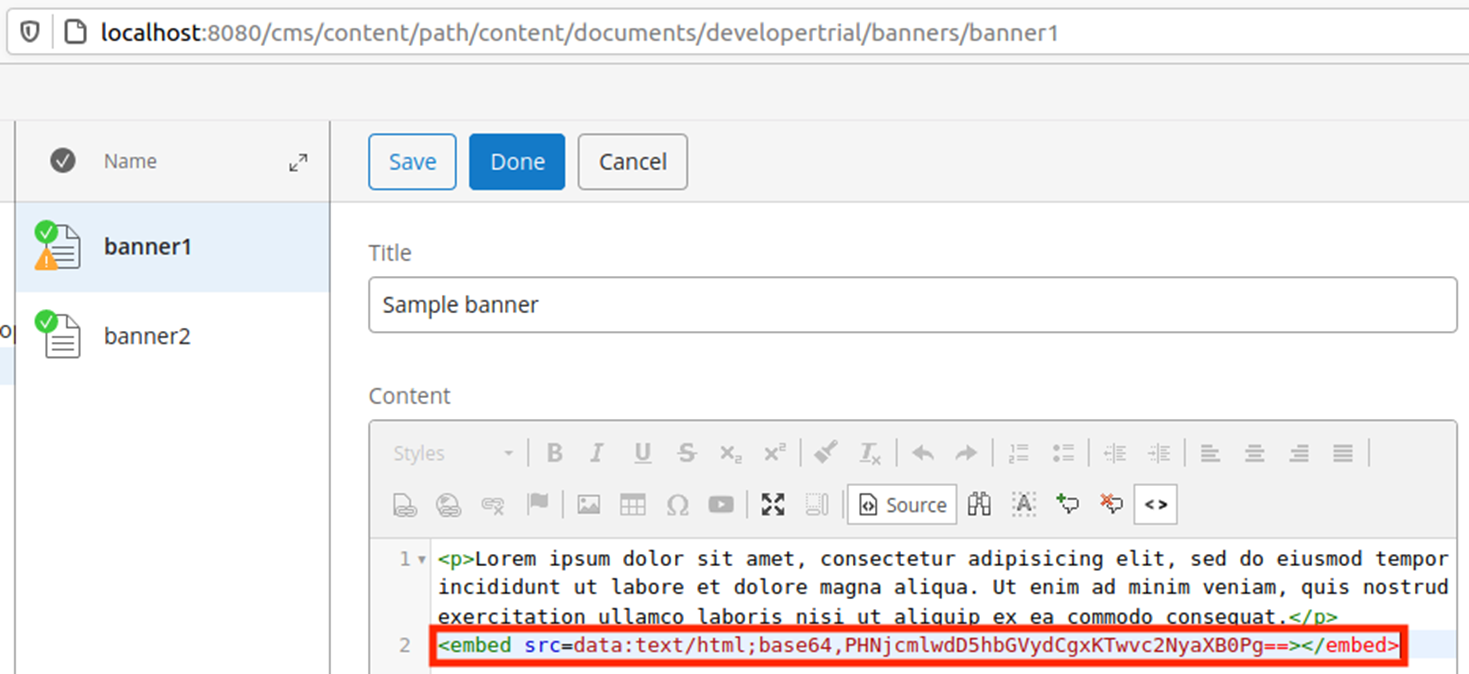 localhost:8080/cms/content/path/content/documents/developertrial/banners/banner1
Name
Save Done Cancel
banner1
banner2
Title
Sample banner
Content
Styles B I U S x₂ x² Iₓ
Ω Source A <>
1 <p>Lorem ipsum dolor sit amet, consectetur adipisicing elit, sed do eiusmod tempor
incididunt ut labore et dolore magna aliqua. Ut enim ad minim veniam, quis nostrud
exercitation ullamco laboris nisi ut aliquip ex ea commodo consequat.</p>
2 <embed src=data:text/html;base64,PHNjcmlwdD5hbGVydCgxKTwvc2NyaXB0Pg==></embed>